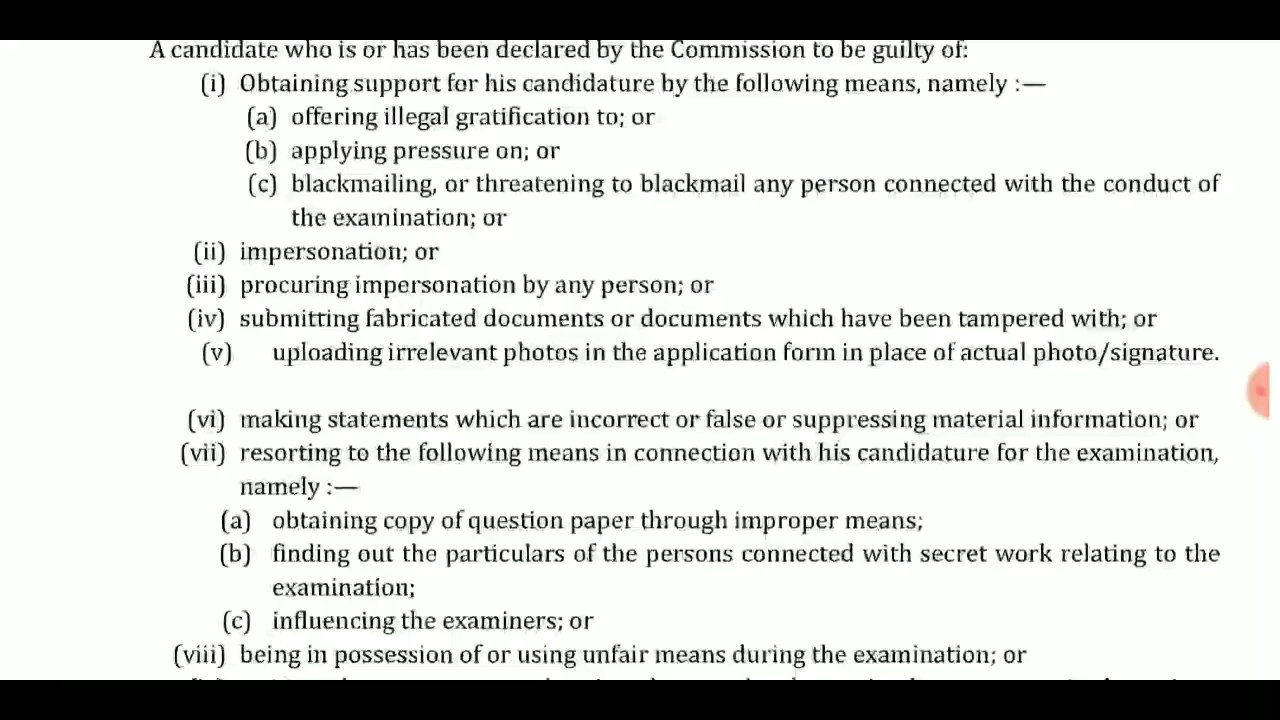 A candidate who is or has been declared by the Commission to be guilty of:
(i) Obtaining support for his candidature by the following means, namely :—
(a) offering illegal gratification to; or
(b) applying pressure on; or
(c) blackmailing, or threatening to blackmail any person connected with the conduct of
the examination; or
(ii) impersonation; or
(iii) procuring impersonation by any person; or
(iv) submitting fabricated documents or documents which have been tampered with; or
(v) uploading irrelevant photos in the application form in place of actual photo/signature.
(vi) making statements which are incorrect or false or suppressing material information; or
(vii) resorting to the following means in connection with his candidature for the examination,
namely :—
(a) obtaining copy of question paper through improper means;
(b) finding out the particulars of the persons connected with secret work relating to the
examination;
(c) influencing the examiners; or
(viii) being in possession of or using unfair means during the examination; or